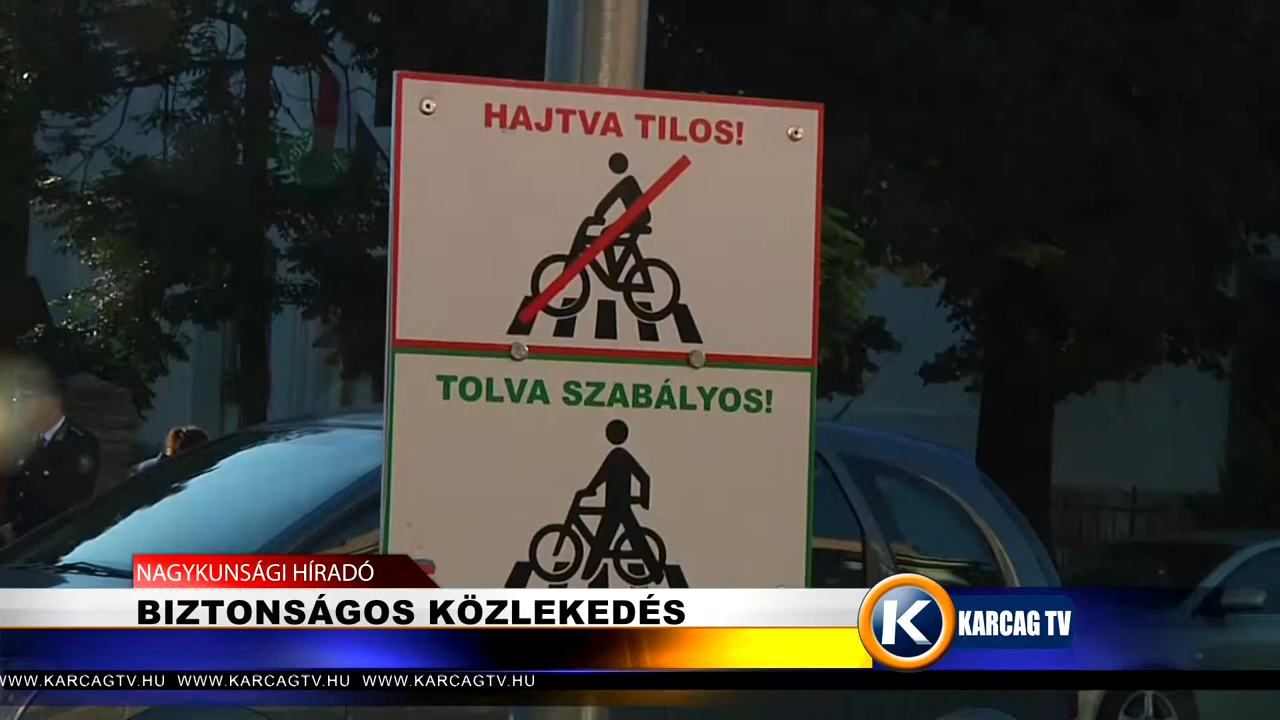 HAJTVA TILOS!
TOLVA SZABÁLYOS!
NAGYKUNSÁGI HÍRADÓ
BIZTONSÁGOS KÖZLEKEDÉS
K KARCAG TV
WWW.KARCAGTV.HU WWW.KARCAGTV.HU WWW.KARCAGTV.HU